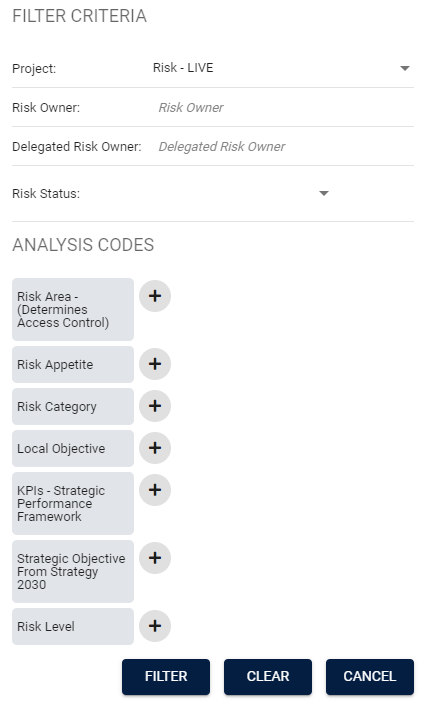 FILTER CRITERIA
Project: Risk - LIVE
Risk Owner: Risk Owner
Delegated Risk Owner: Delegated Risk Owner
Risk Status:
ANALYSIS CODES
Risk Area -
(Determines
Access Control)
+
Risk Appetite +
Risk Category +
Local Objective +
KPIs - Strategic
Performance
Framework
+
Strategic Objective
From Strategy
2030
+
Risk Level +
FILTER CLEAR CANCEL